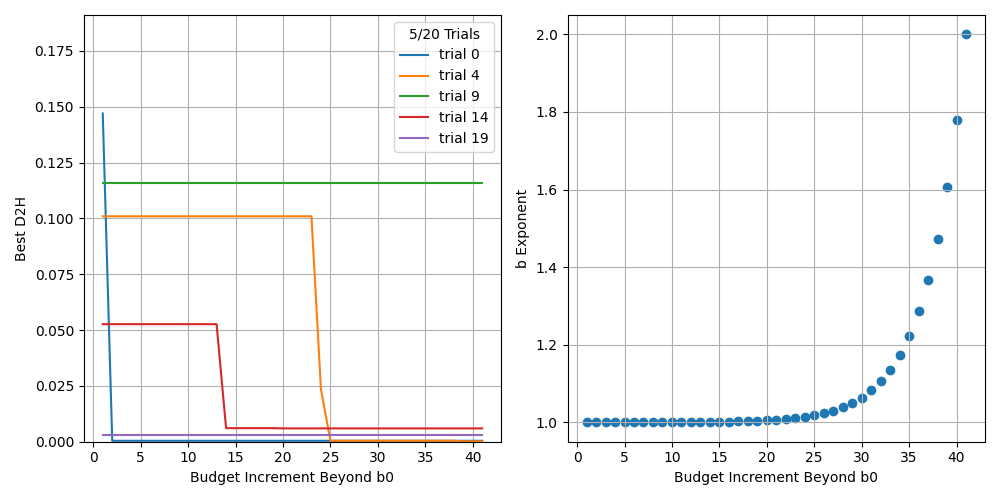 5/20 Trials
trial 0
trial 4
trial 9
trial 14
trial 19
Best D2H
0.175
0.150
0.125
0.100
0.075
0.050
0.025
0.000
0 5 10 15 20 25 30 35 40
Budget Increment Beyond b0
b Exponent
2.0
1.8
1.6
1.4
1.2
1.0
0 5 10 15 20 25 30 35 40
Budget Increment Beyond b0